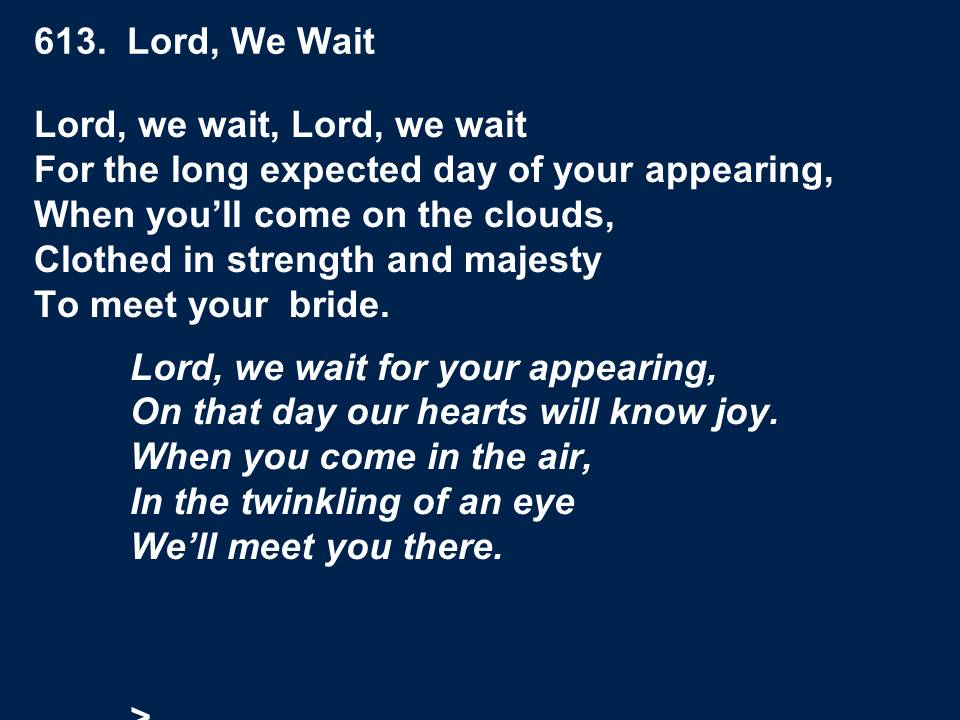 613.  Lord, We Wait
Lord, we wait, Lord, we wait
For the long expected day of your appearing,
When you’ll come on the clouds,
Clothed in strength and majesty
To meet your  bride.
Lord, we wait for your appearing,
On that day our hearts will know joy.
When you come in the air,
In the twinkling of an eye
We’ll meet you there.
>